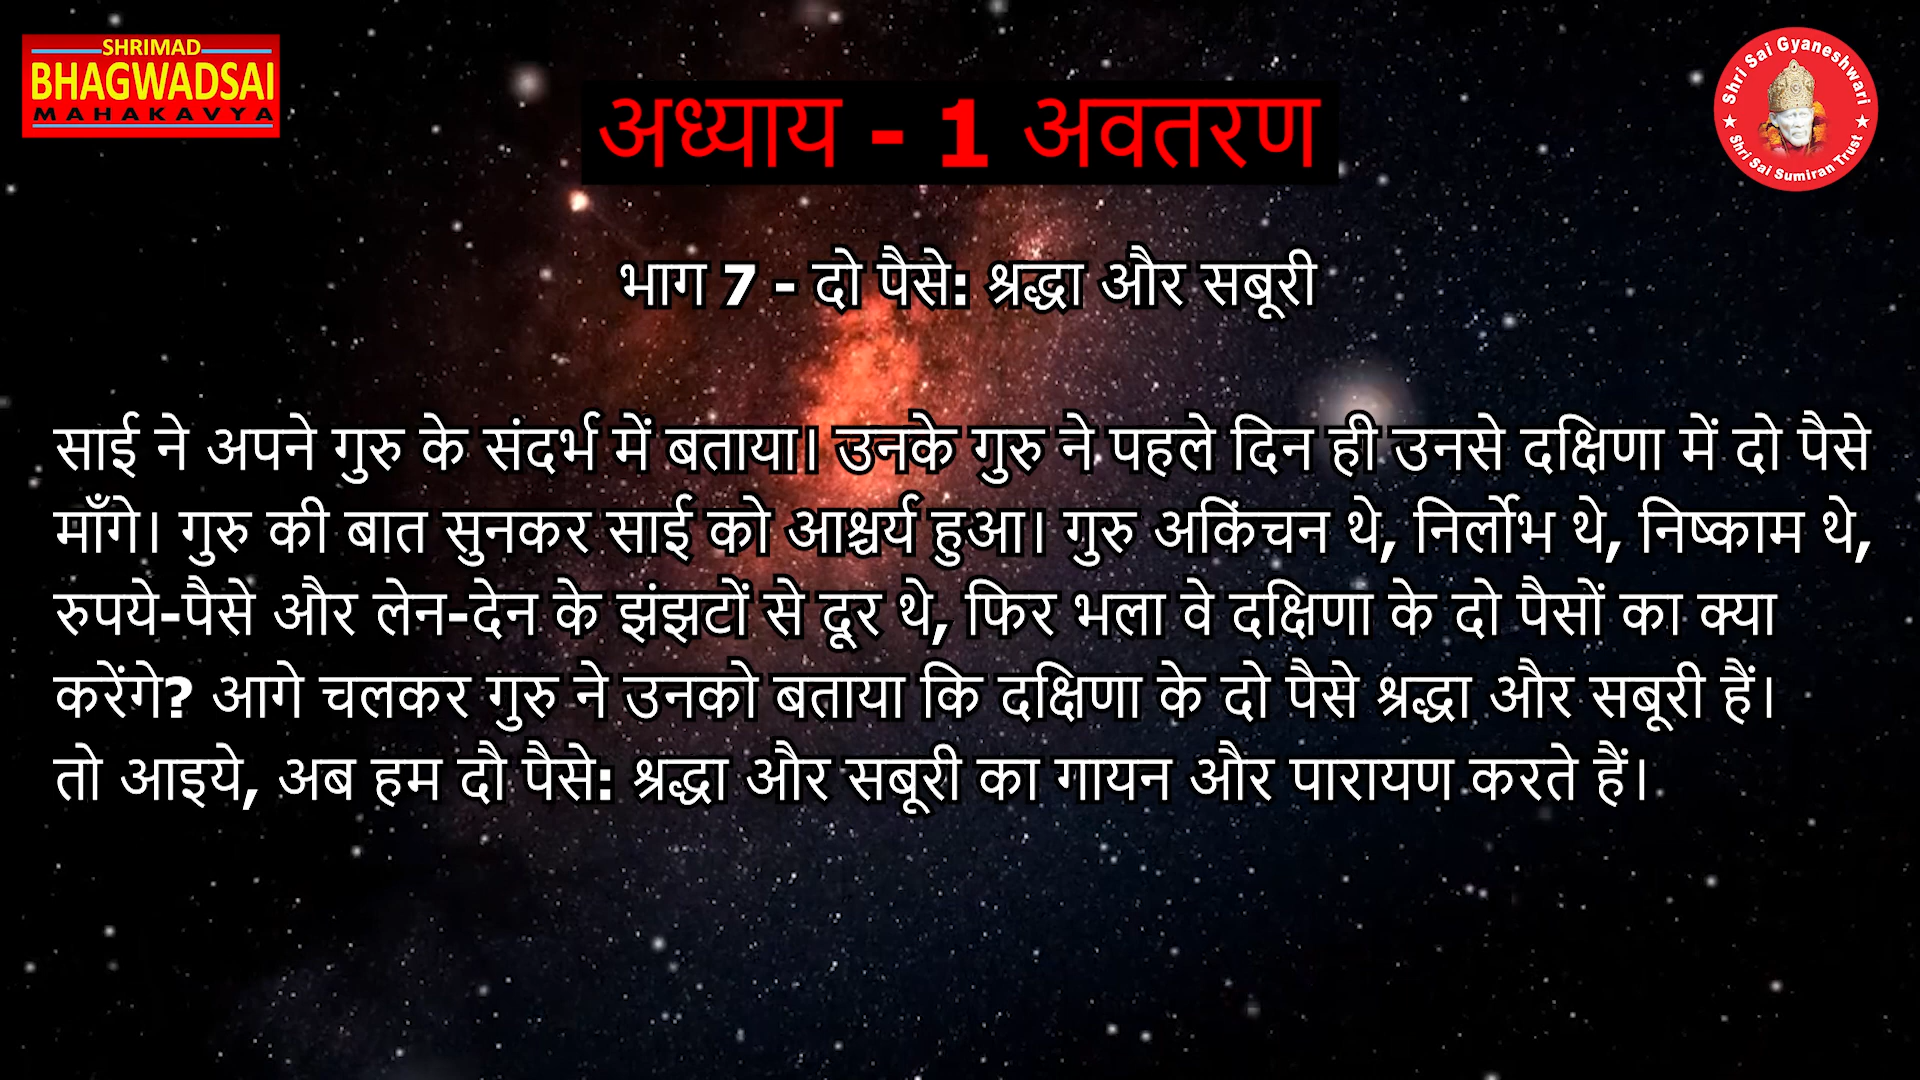 SHRIMAD
BHAGWADSAI
MAHAKAVYA
Shri Sai Gyaneshwari
★ Shri Sai Sumiran Trust ★
अध्याय - 1 अवतरण
भाग 7 - दो पैसे: श्रद्धा और सबूरी
साई ने अपने गुरु के संदर्भ में बताया। उनके गुरु ने पहले दिन ही उनसे दक्षिणा में दो पैसे
माँगे। गुरु की बात सुनकर साई को आश्चर्य हुआ। गुरु अकिंचन थे, निर्लोभ थे, निष्काम थे,
रुपये-पैसे और लेन-देन के झंझटों से दूर थे, फिर भला वे दक्षिणा के दो पैसों का क्या
करेंगे? आगे चलकर गुरु ने उनको बताया कि दक्षिणा के दो पैसे श्रद्धा और सबूरी हैं।
तो आइये, अब हम दौ पैसे: श्रद्धा और सबूरी का गायन और पारायण करते हैं।